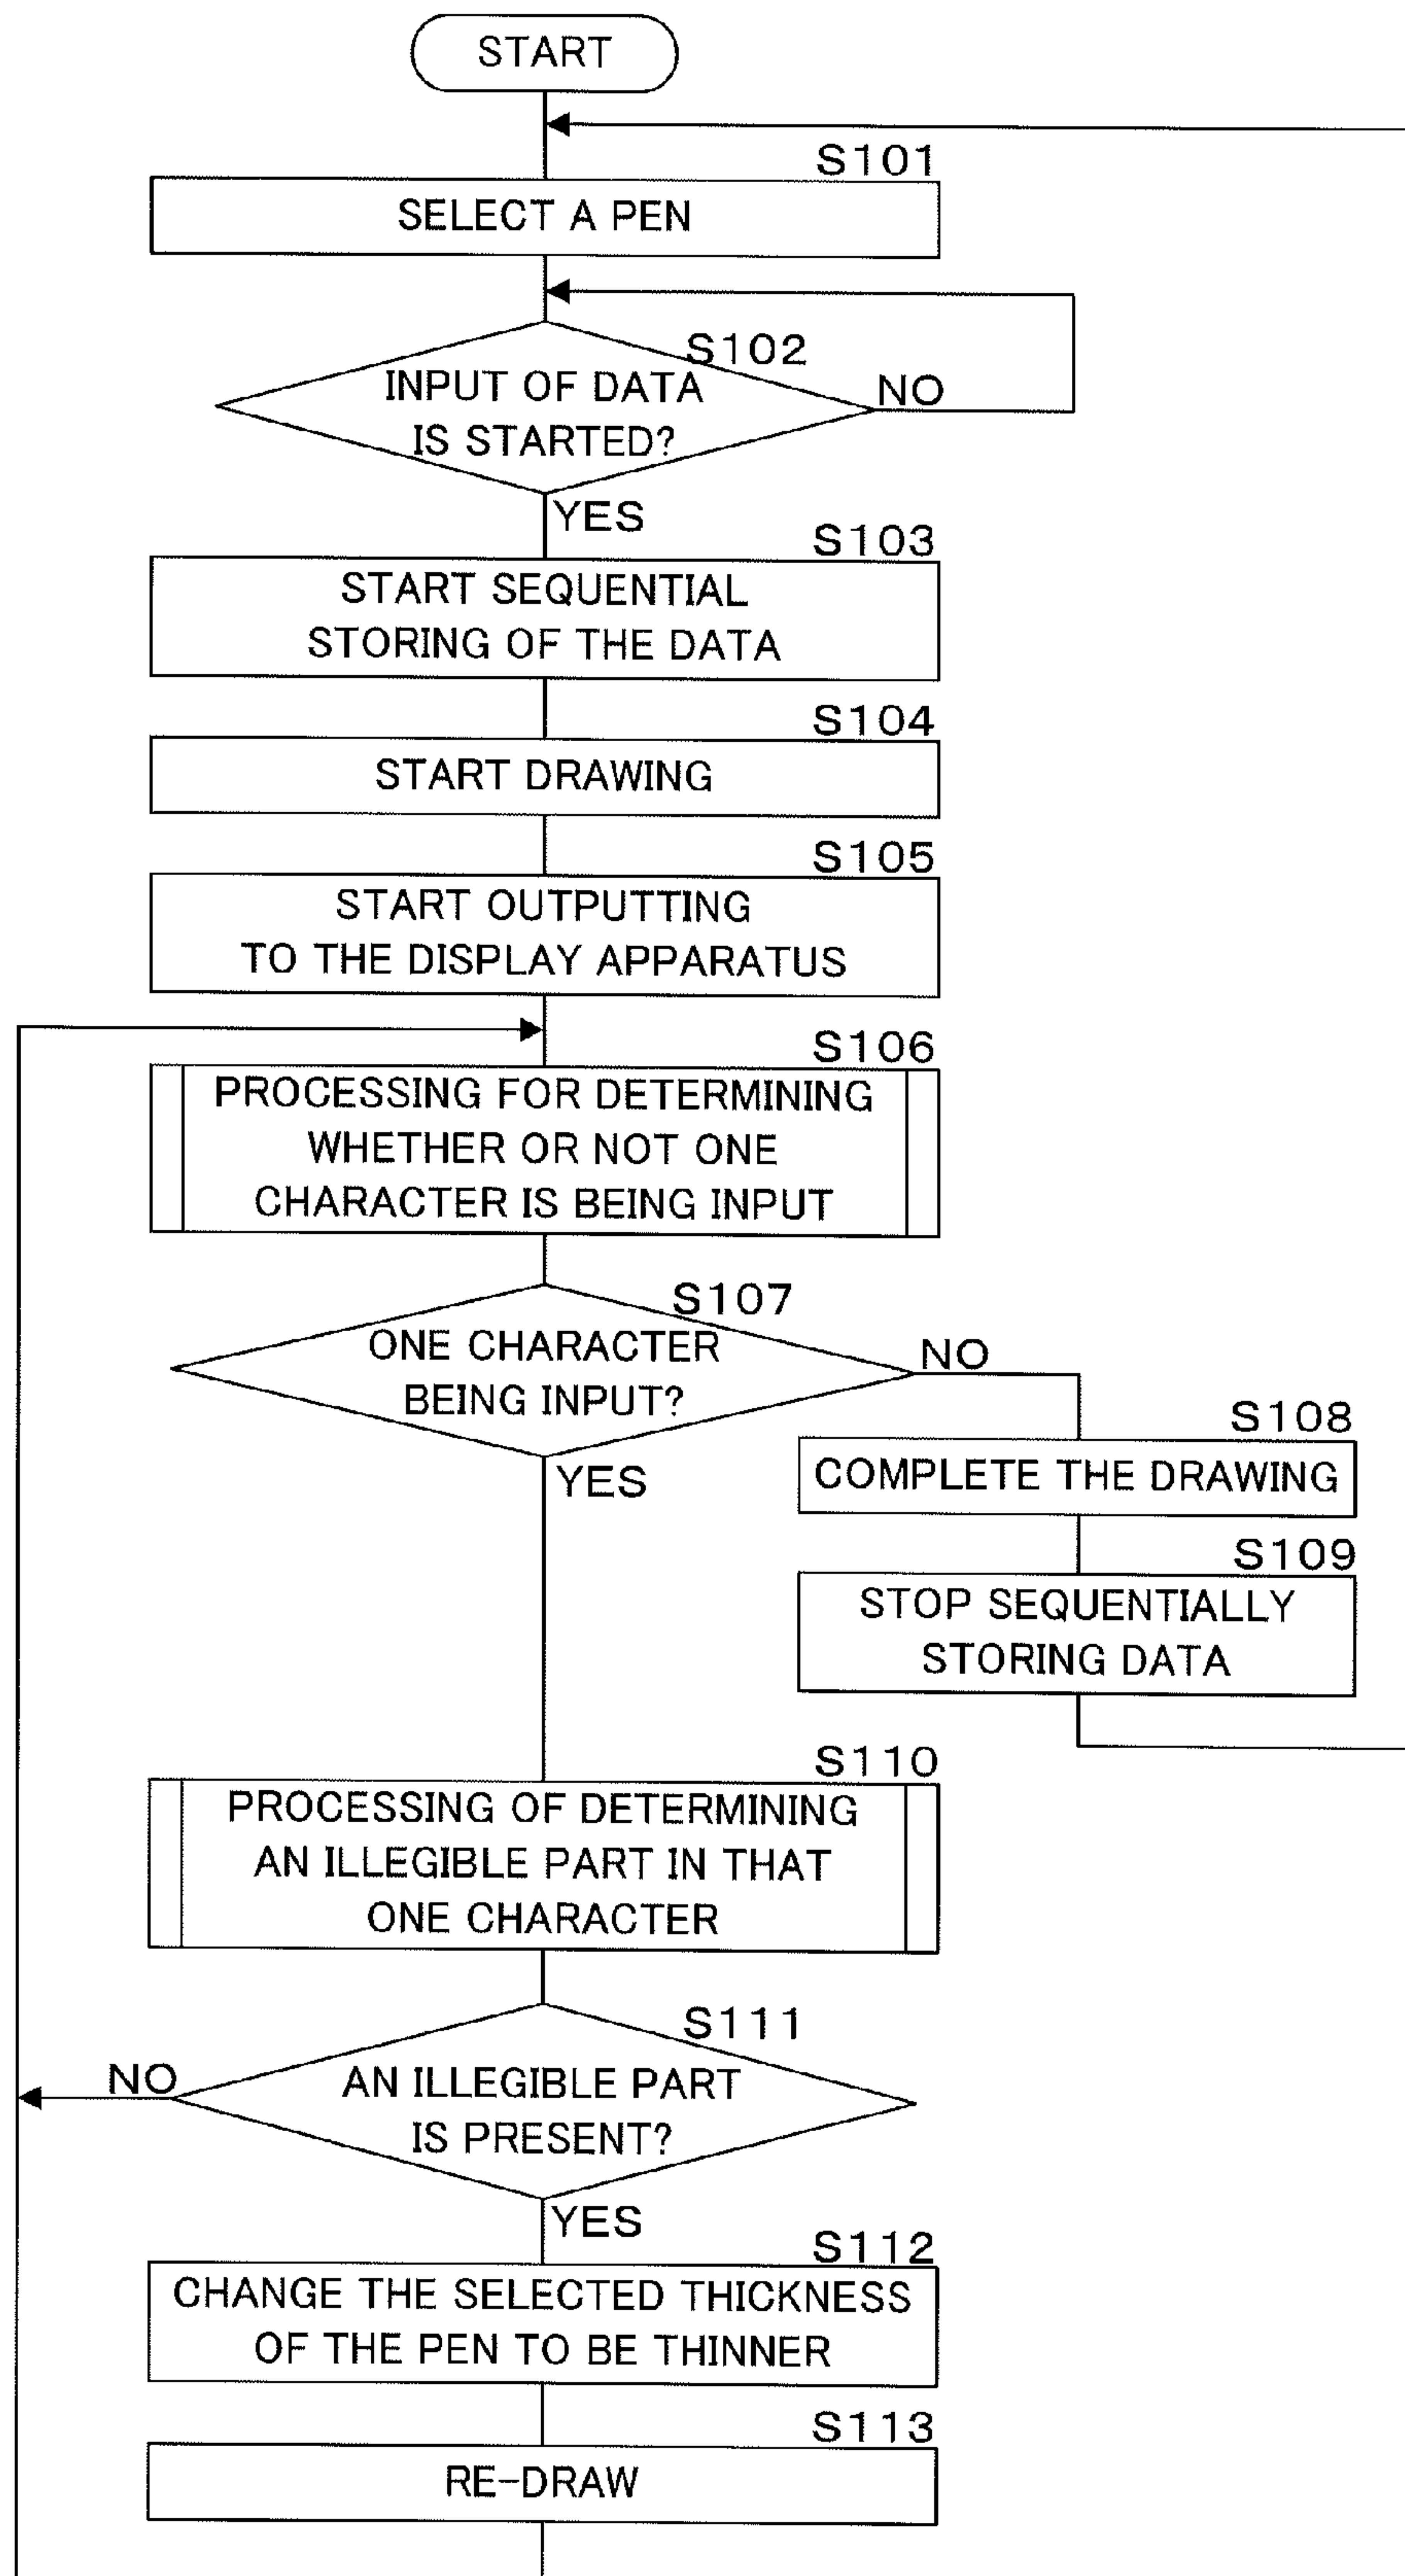 START
S101
SELECT A PEN
S102
INPUT OF DATA
IS STARTED?
NO
YES
S103
START SEQUENTIAL
STORING OF THE DATA
S104
START DRAWING
S105
START OUTPUTTING
TO THE DISPLAY APPARATUS
S106
PROCESSING FOR DETERMINING
WHETHER OR NOT ONE
CHARACTER IS BEING INPUT
S107
ONE CHARACTER
BEING INPUT?
NO
YES
S108
COMPLETE THE DRAWING
S109
STOP SEQUENTIALLY
STORING DATA
S110
PROCESSING OF DETERMINING
AN ILLEGIBLE PART IN THAT
ONE CHARACTER
S111
AN ILLEGIBLE PART
IS PRESENT?
NO
YES
S112
CHANGE THE SELECTED THICKNESS
OF THE PEN TO BE THINNER
S113
RE-DRAW